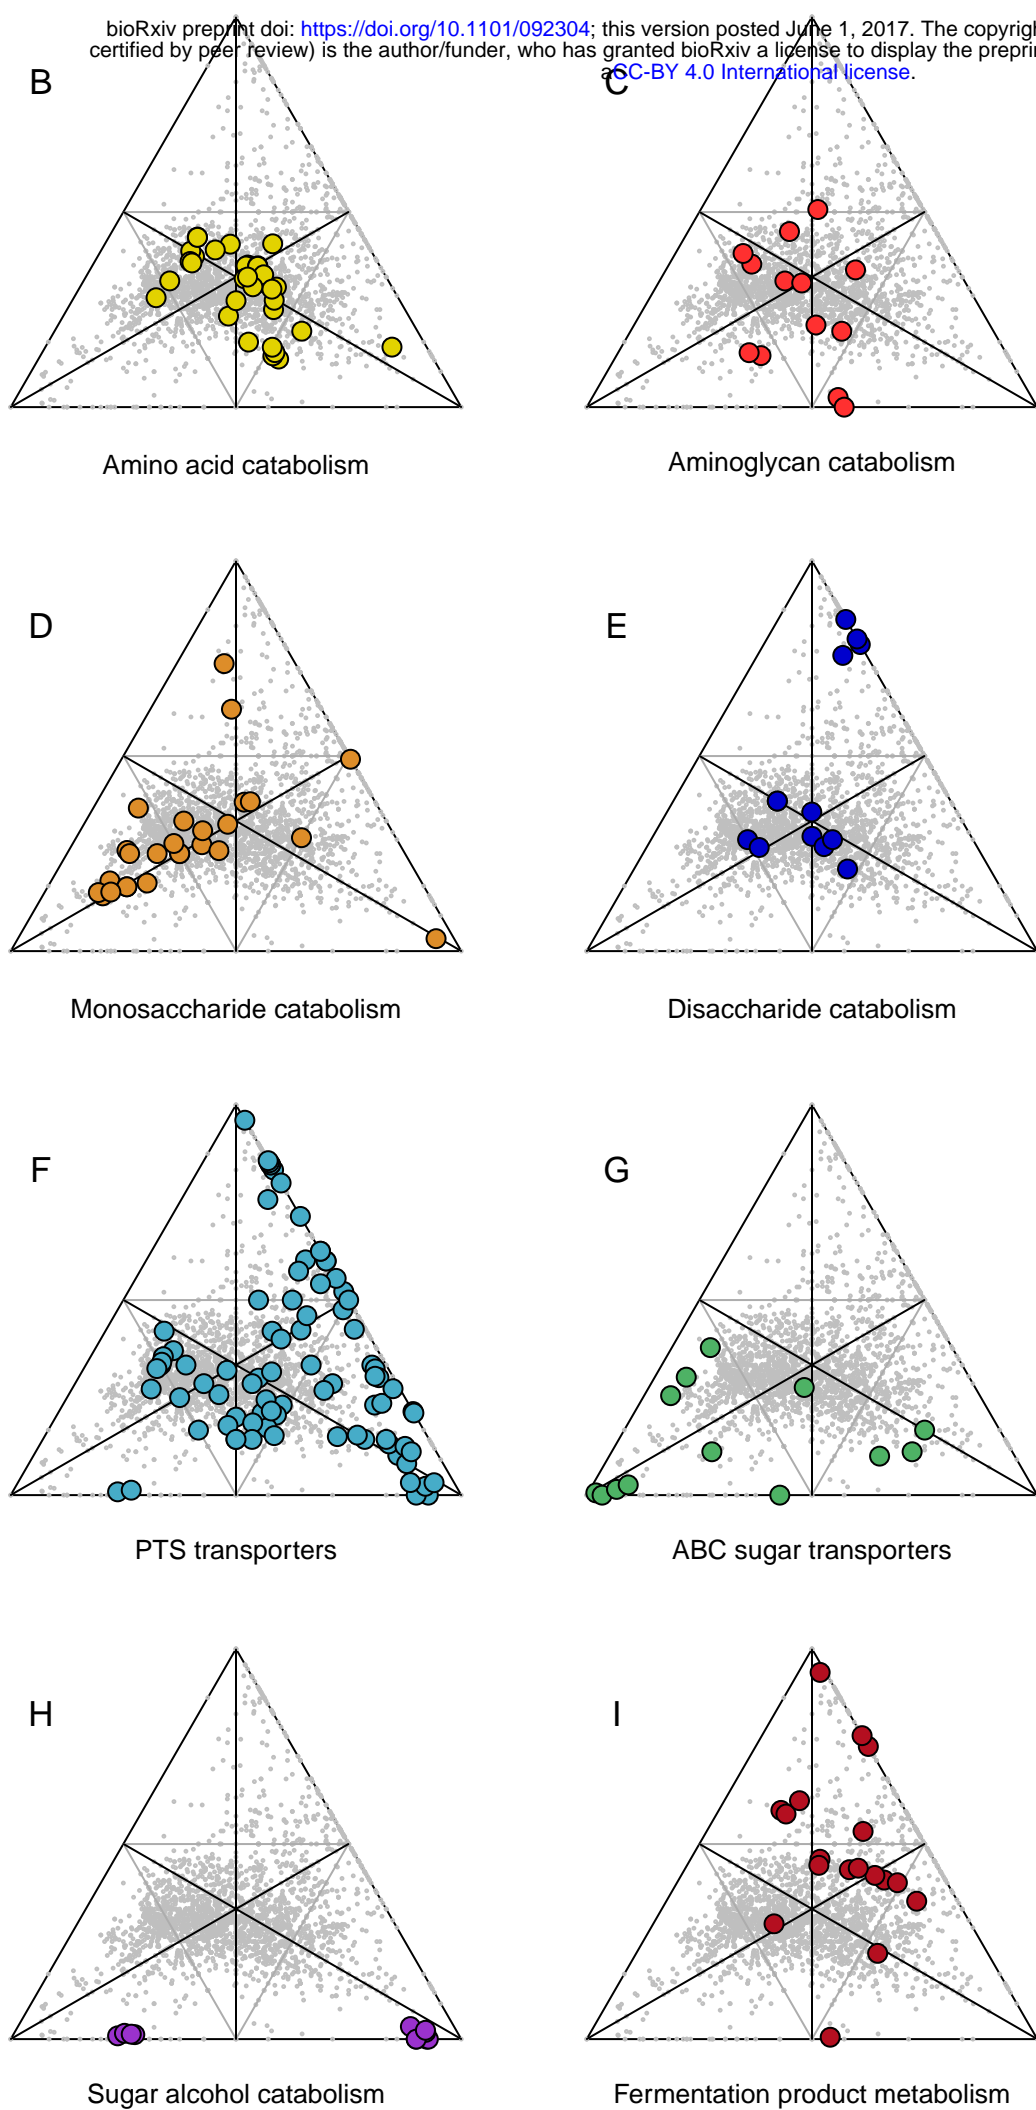 bioRxiv preprint doi: https://doi.org/10.1101/092304; this version posted June 1, 2017. The copyrigh
certified by peer review) is the author/funder, who has granted bioRxiv a license to display the preprin
aCC-BY 4.0 International license.
B
C
Amino acid catabolism
Aminoglycan catabolism
D
E
Monosaccharide catabolism
Disaccharide catabolism
F
G
PTS transporters
ABC sugar transporters
H
I
Sugar alcohol catabolism
Fermentation product metabolism